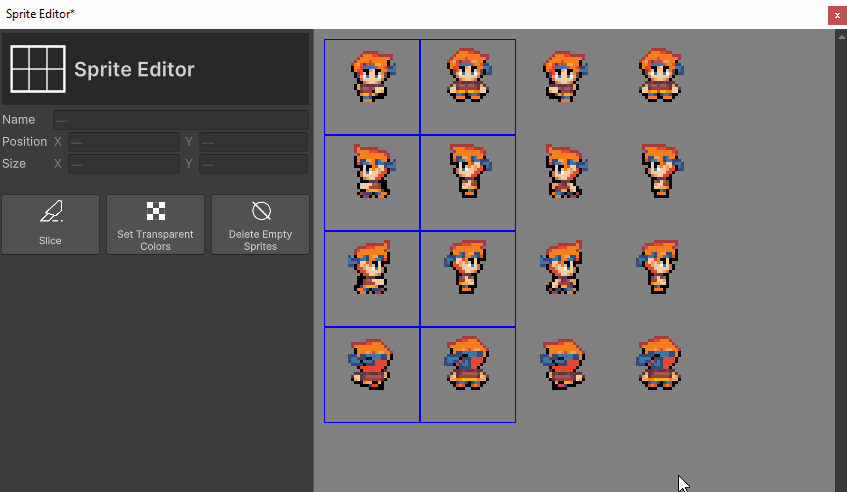 Sprite Editor*
x
Sprite Editor
Name —
Position X — Y —
Size X — Y —
Slice
Set Transparent
Colors
Delete Empty
Sprites